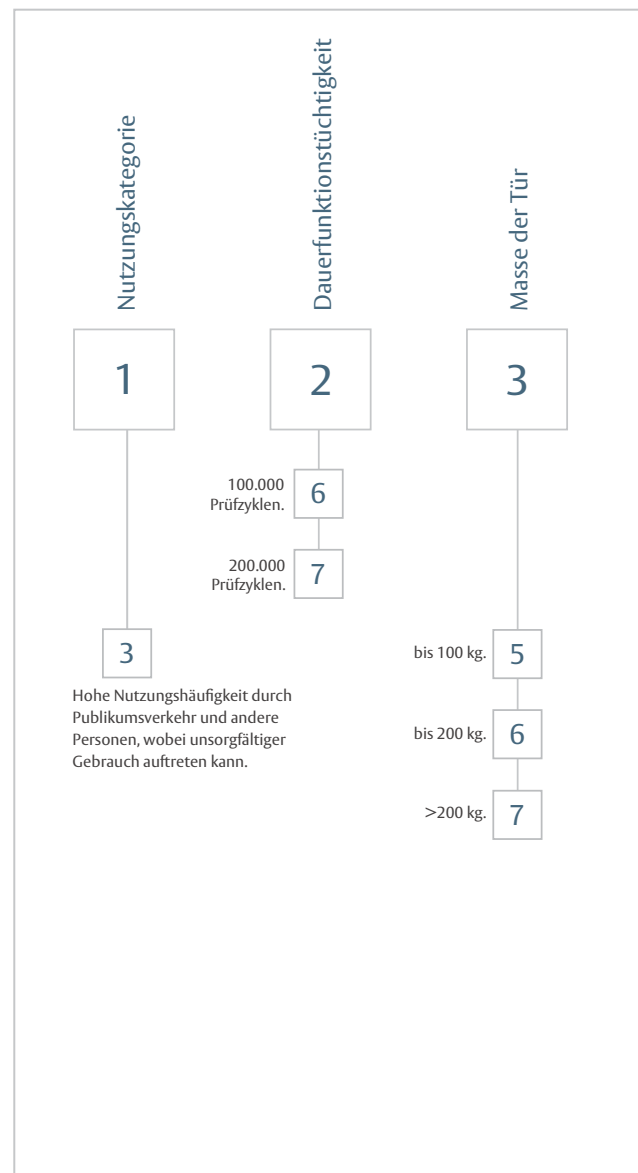 Nutzungskategorie
1
3
Hohe Nutzungshäufigkeit durch
Publikumsverkehr und andere
Personen, wobei unsorgfältiger
Gebrauch auftreten kann.
Dauerfunktionstüchtigkeit
2
100.000
Prüfzyklen.
6
200.000
Prüfzyklen.
7
Masse der Tür
3
bis 100 kg.
5
bis 200 kg.
6
>200 kg.
7